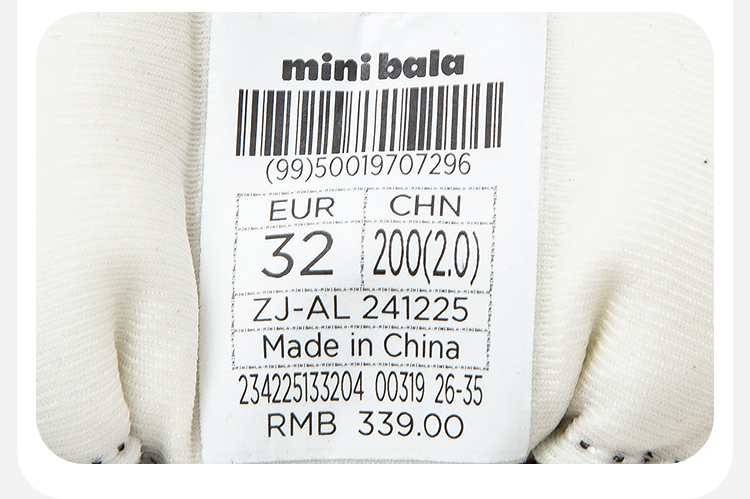 mini bala
(99)50019707296
EUR CHN
32 200(2.0)
ZJ-AL 241225
Made in China
234225133204 00319 26-35
RMB 339.00